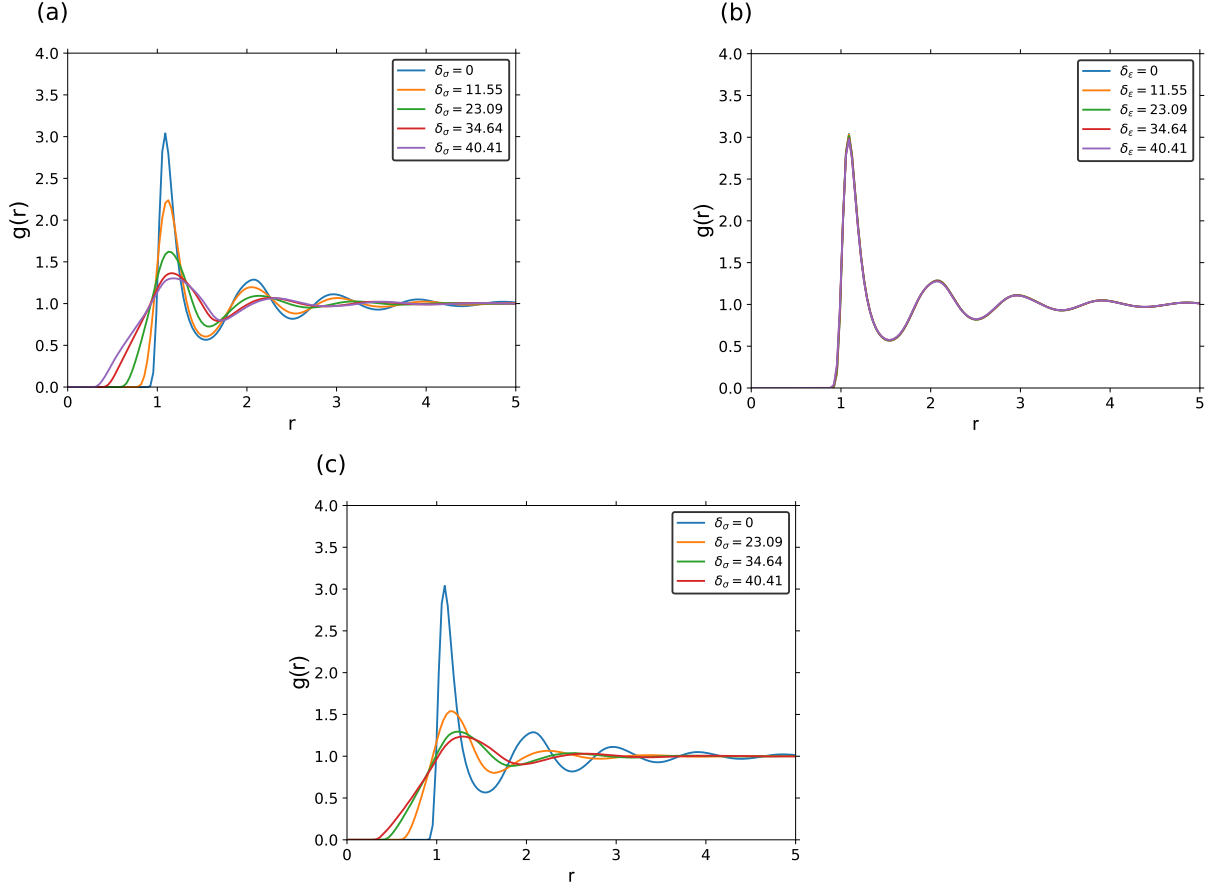 (a)
4.0
3.5
3.0
2.5
2.0
1.5
1.0
0.5
0.0
g(r)
0 1 2 3 4 5
r
δσ = 0
δσ = 11.55
δσ = 23.09
δσ = 34.64
δσ = 40.41
(b)
4.0
3.5
3.0
2.5
2.0
1.5
1.0
0.5
0.0
g(r)
0 1 2 3 4 5
r
δε = 0
δε = 11.55
δε = 23.09
δε = 34.64
δε = 40.41
(c)
4.0
3.5
3.0
2.5
2.0
1.5
1.0
0.5
0.0
g(r)
0 1 2 3 4 5
r
δσ = 0
δσ = 23.09
δσ = 34.64
δσ = 40.41